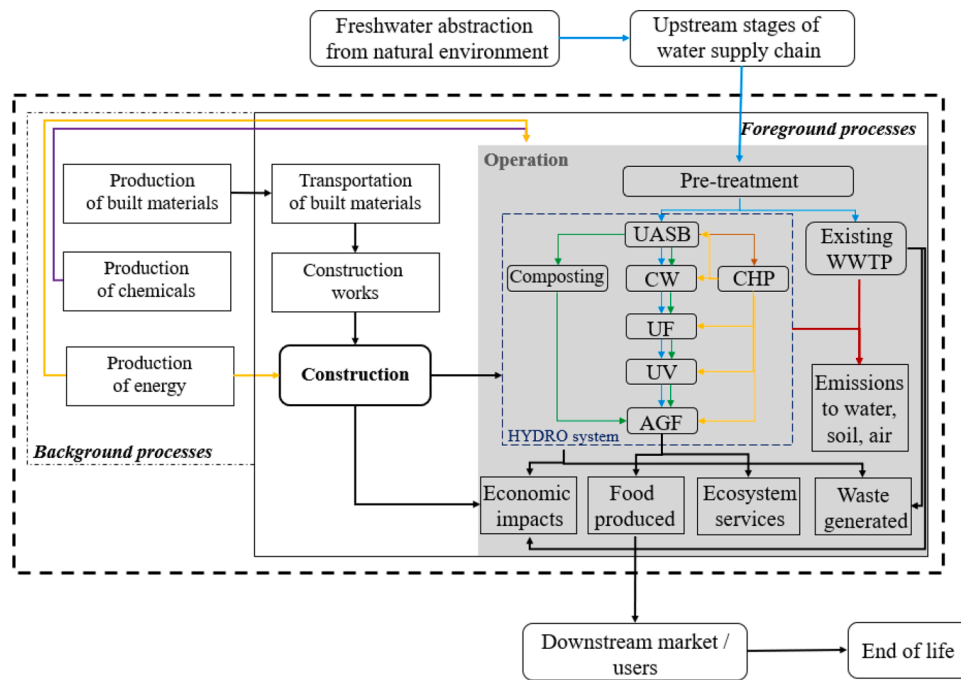 Freshwater abstraction
from natural environment
Upstream stages of
water supply chain
Foreground processes
Operation
Pre-treatment
Production
of built materials
Transportation
of built materials
UASB
Existing
WWTP
Composting
CW
CHP
Production
of chemicals
Construction
works
UF
Production
of energy
Construction
UV
Emissions
to water,
soil, air
AGF
HYDRO system
Background processes
Economic
impacts
Food
produced
Ecosystem
services
Waste
generated
Downstream market /
users
End of life